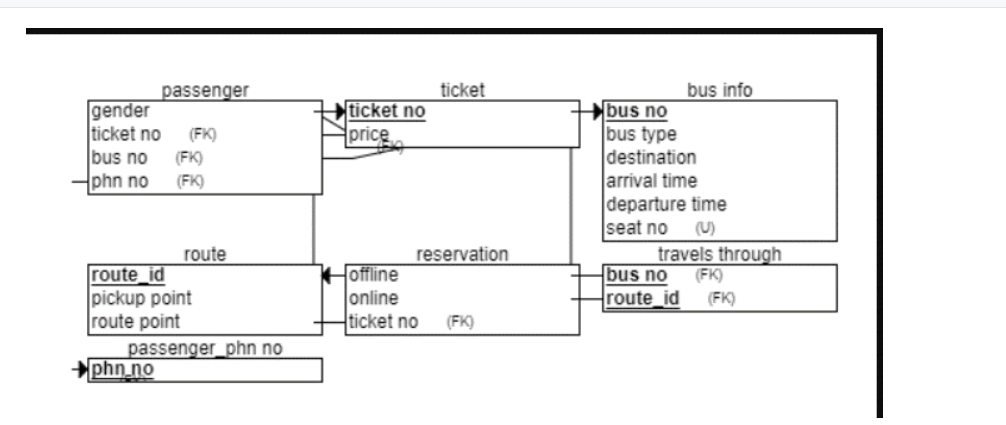 passenger
gender
ticket no (FK)
bus no (FK)
phn no (FK)
ticket
ticket no
price
(FK)
bus info
bus no
bus type
destination
arrival time
departure time
seat no (U)
route
route_id
pickup point
route point
reservation
offline
online
ticket no (FK)
travels through
bus no (FK)
route_id (FK)
passenger_phn no
phn_no